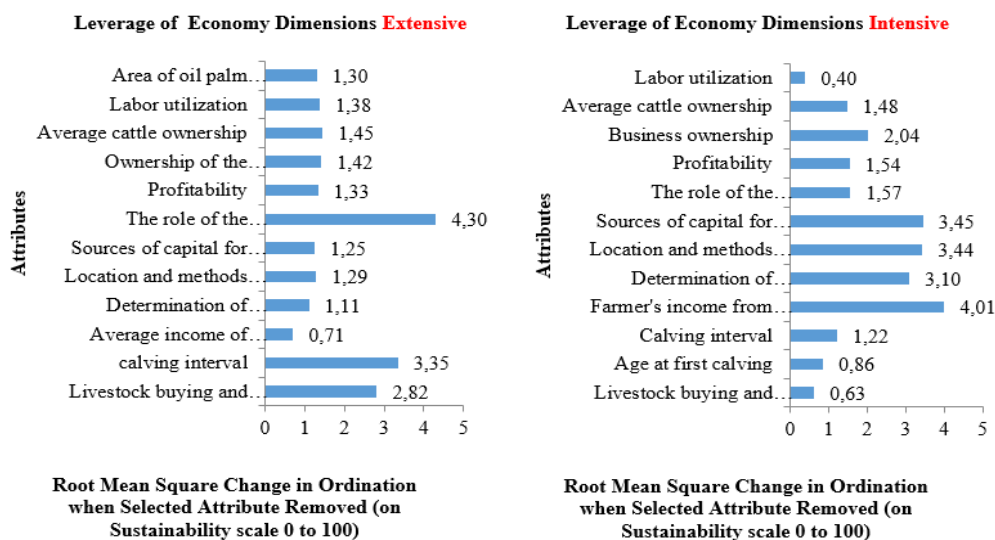 Leverage of Economy Dimensions Extensive
Attributes
Area of oil palm… 1,30
Labor utilization 1,38
Average cattle ownership 1,45
Ownership of the… 1,42
Profitability 1,33
The role of the… 4,30
Sources of capital for… 1,25
Location and methods… 1,29
Determination of… 1,11
Average income of… 0,71
calving interval 3,35
Livestock buying and… 2,82
0 1 2 3 4 5
Root Mean Square Change in Ordination
when Selected Attribute Removed (on
Sustainability scale 0 to 100)
Leverage of Economy Dimensions Intensive
Attributes
Labor utilization 0,40
Average cattle ownership 1,48
Business ownership 2,04
Profitability 1,54
The role of the… 1,57
Sources of capital for… 3,45
Location and methods… 3,44
Determination of… 3,10
Farmer's income from… 4,01
Calving interval 1,22
Age at first calving 0,86
Livestock buying and… 0,63
0 1 2 3 4 5
Root Mean Square Change in Ordination
when Selected Attribute Removed (on
Sustainability scale 0 to 100)